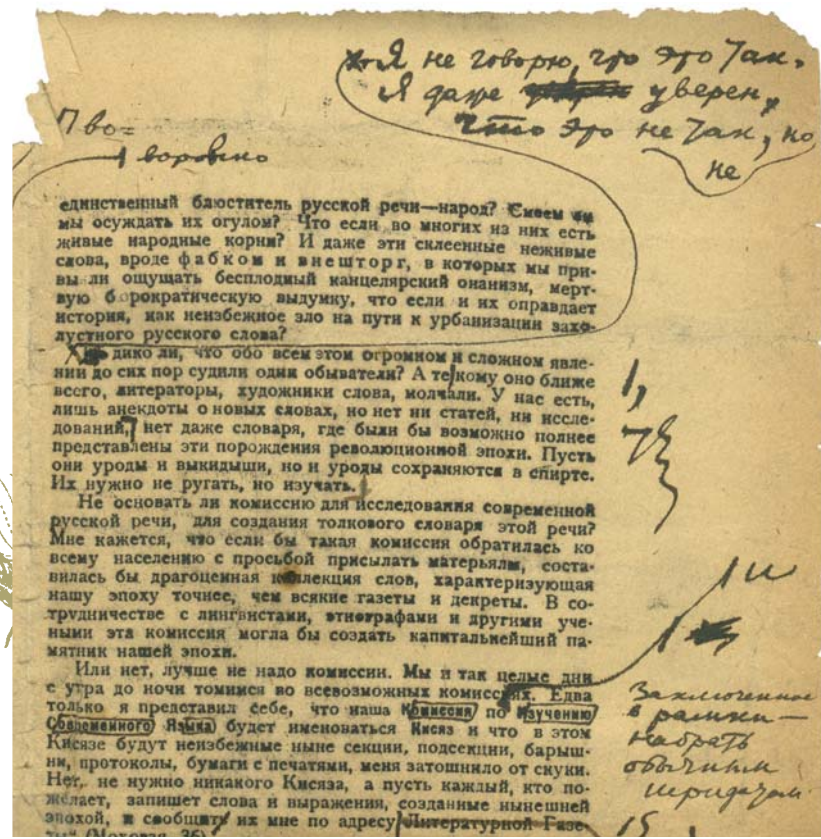 Я не говорю, что это так.
Я даже уверен,
что это не так, но
не
единственный блюститель русской речи—народ? Смеем
мы осуждать их огулом? Что если во многих из них есть
живые народные корни? И даже эти склеенные неживые
слова, вроде фабком и внешторг, в которых мы при-
вы ли ощущать бесплодный канцелярский онанизм, мерт-
вую б рократическую выдумку, что если и их оправдает
история, как неизбежное зло на пути к урбанизации захо-
лустного русского слова?
дико ли, что обо всем этом огромном и сложном явле-
нии до сих пор судили одни обыватели? А те кому оно ближе
всего, литераторы, художники слова, молчали. У нас есть,
лишь анекдоты о новых словах, но нет ни статей, ни иссле-
дований, нет даже словаря, где были бы возможно полнее
представлены эти порождения революционной эпохи. Пусть
они уроды и выкидыши, но и уроды сохраняются в спирте.
Их нужно не ругать, но изучать.
Не основать ли комиссию для исследования современной
русской речи, для создания толкового словаря этой речи?
Мне кажется, что если бы такая комиссия обратилась ко
всему населению с просьбой присылать матерьялы, соста-
вилась бы драгоценная коллекция слов, характеризующая
нашу эпоху точнее, чем всякие газеты и декреты. В со-
трудничестве с лингвистами, этнографами и другими уче-
ными эта комиссия могла бы создать капитальнейший па-
мятник нашей эпохи.
Или нет, лучше не надо комиссии. Мы и так целые дни
с утра до ночи томимся во всевозможных комиссиях. Едва
только я представил себе, что наша Комиссия по Изучению
Современного Языка будет именоваться Кисяз и что в этом
Кисязе будут неизбежные ныне секции, подсекции, барыш-
ни, протоколы, бумаги с печатями, меня затошнило от скуки.
Нет, не нужно никакого Кисяза, а пусть каждый, кто по-
желает, запишет слова и выражения, созданные нынешней
эпохой, и сообщит их мне по адресу Литературной Газе-
ты" (Моховая, 36)
Заключенное
в рамки—
набрать
обычным